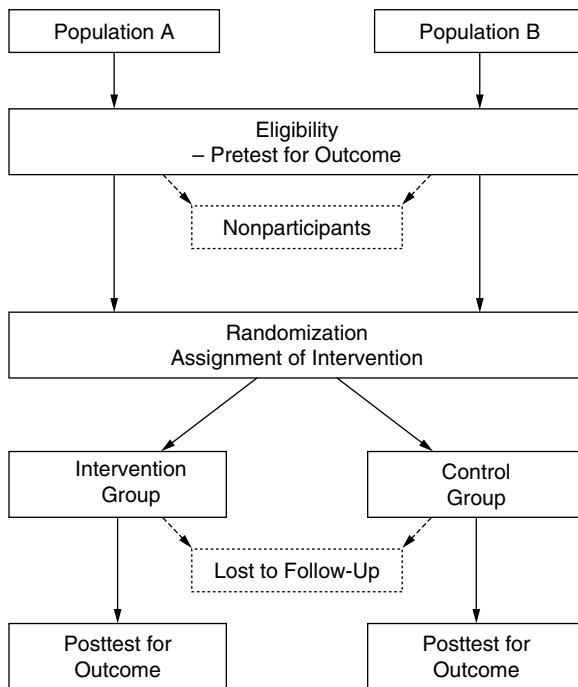 Population A
Population B
Eligibility
– Pretest for Outcome
Nonparticipants
Randomization
Assignment of Intervention
Intervention
Group
Control
Group
Lost to Follow-Up
Posttest for
Outcome
Posttest for
Outcome